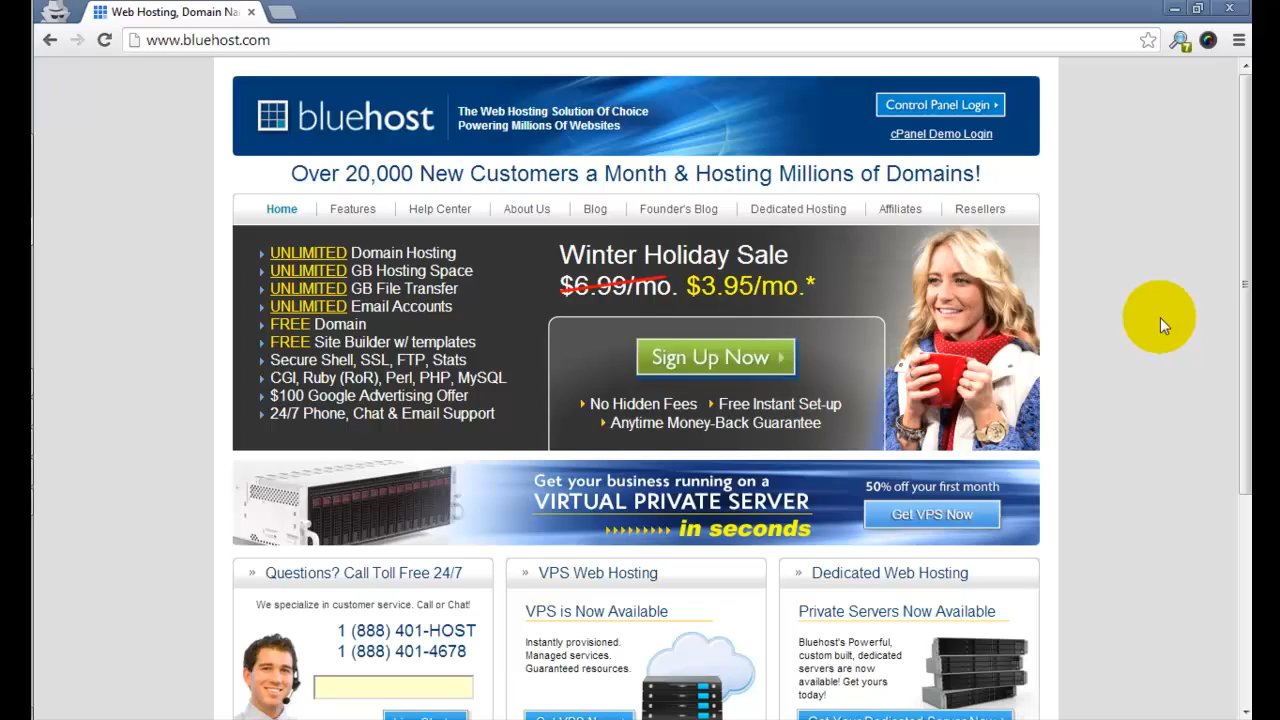 Web Hosting, Domain Na
www.bluehost.com
7
bluehost
The Web Hosting Solution Of Choice
Powering Millions Of Websites
Control Panel Login
cPanel Demo Login
Over 20,000 New Customers a Month & Hosting Millions of Domains!
Home Features Help Center About Us Blog Founder's Blog Dedicated Hosting Affiliates Resellers
UNLIMITED Domain Hosting
UNLIMITED GB Hosting Space
UNLIMITED GB File Transfer
UNLIMITED Email Accounts
FREE Domain
FREE Site Builder w/ templates
Secure Shell, SSL, FTP, Stats
CGI, Ruby (RoR), Perl, PHP, MySQL
$100 Google Advertising Offer
24/7 Phone, Chat & Email Support
Winter Holiday Sale
$6.99/mo. $3.95/mo.*
Sign Up Now
No Hidden Fees Free Instant Set-up
Anytime Money-Back Guarantee
Get your business running on a
VIRTUAL PRIVATE SERVER
in seconds
50% off your first month
Get VPS Now
» Questions? Call Toll Free 24/7
We specialize in customer service. Call or Chat!
1 (888) 401-HOST
1 (888) 401-4678
» VPS Web Hosting
VPS is Now Available
Instantly provisioned.
Managed services.
Guaranteed resources.
» Dedicated Web Hosting
Private Servers Now Available
Bluehost's Powerful,
custom built, dedicated
servers are now
available! Get yours
today!